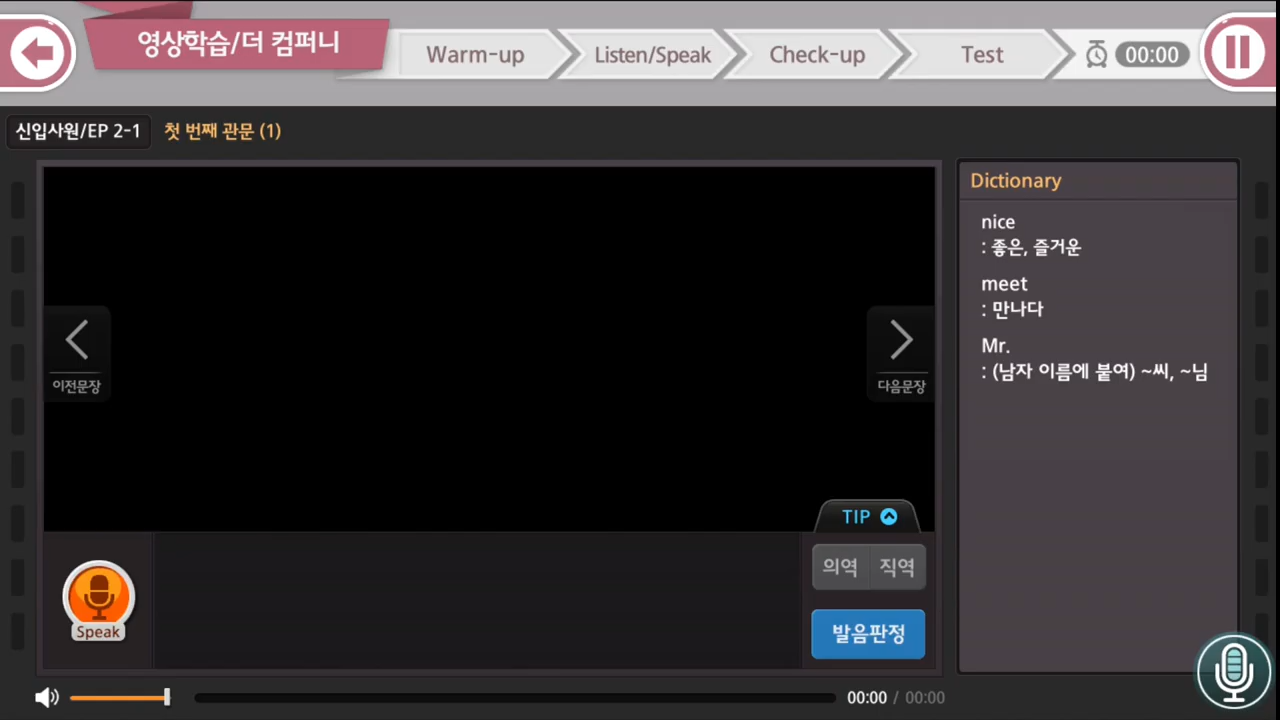 영상학습/더 컴퍼니
Warm-up
Listen/Speak
Check-up
Test
00:00
신입사원/EP 2-1
첫 번째 관문 (1)
Dictionary
nice
: 좋은, 즐거운
meet
: 만나다
Mr.
: (남자 이름에 붙여) ~씨, ~님
이전문장
다음문장
TIP
의역
직역
Speak
발음판정
00:00 / 00:00